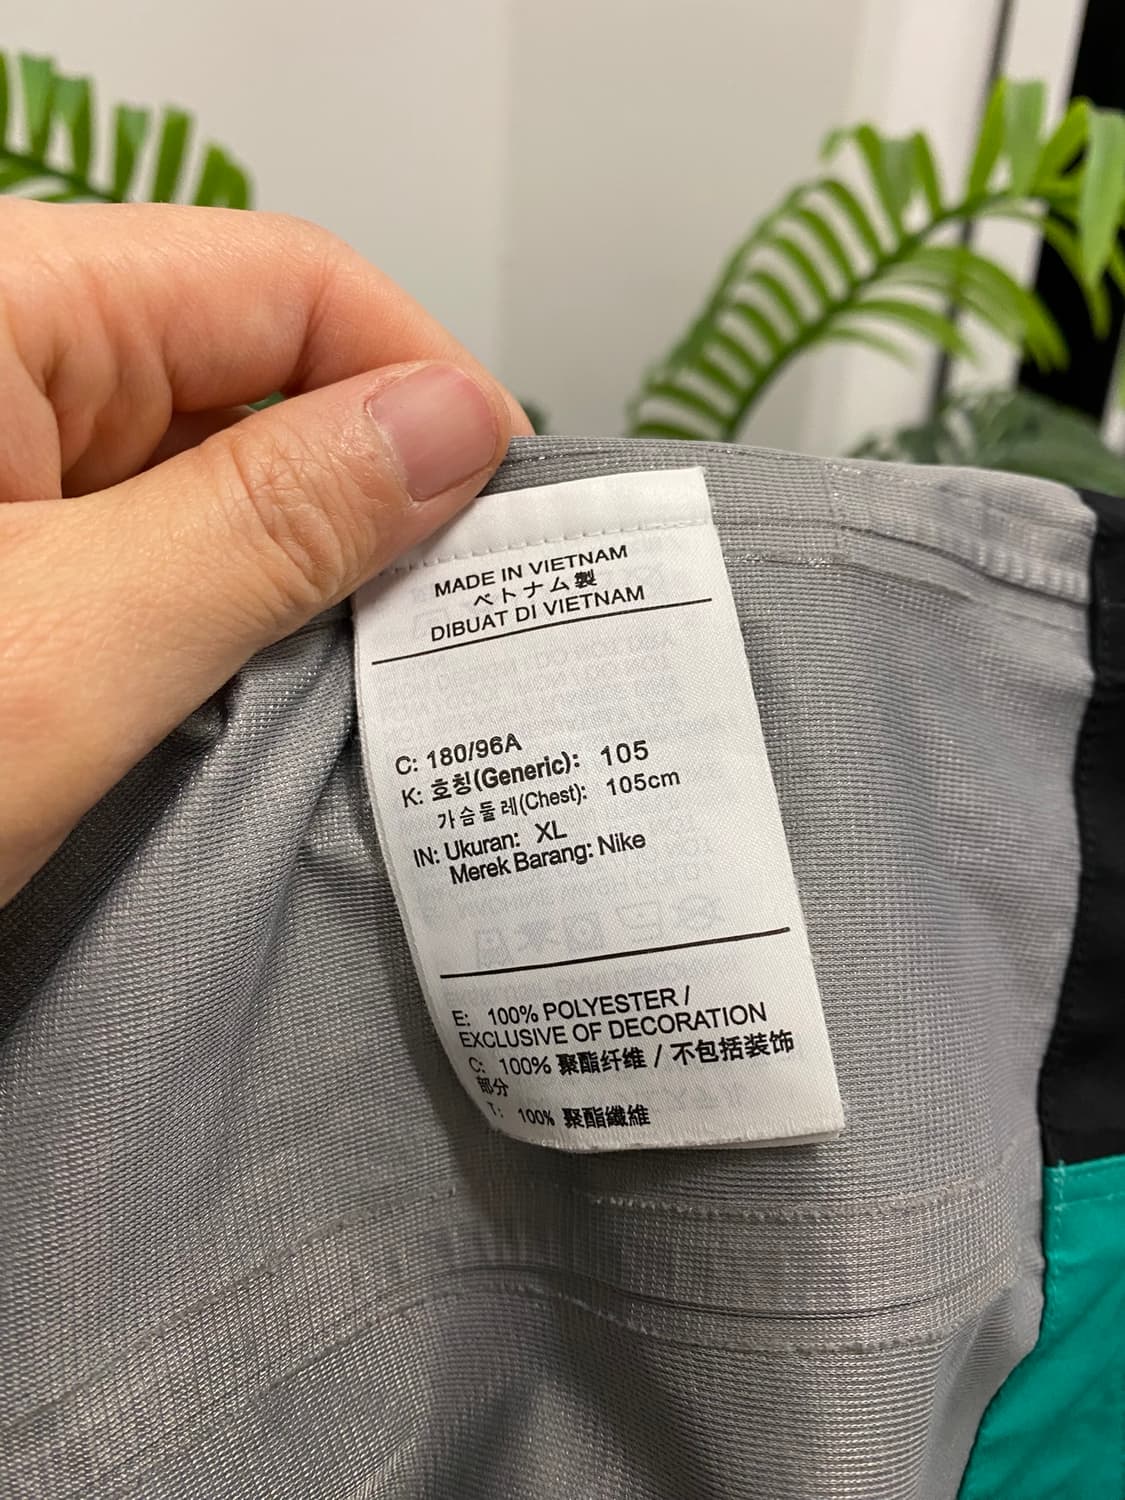 MADE IN VIETNAM
ベトナム製
DIBUAT DI VIETNAM
C: 180/96A
K: 호칭(Generic): 105
가슴둘레(Chest): 105cm
IN: Ukuran: XL
Merek Barang: Nike
E: 100% POLYESTER /
EXCLUSIVE OF DECORATION
C: 100% 聚酯纤维 / 不包括装饰
部分
T: 100% 聚酯纖維